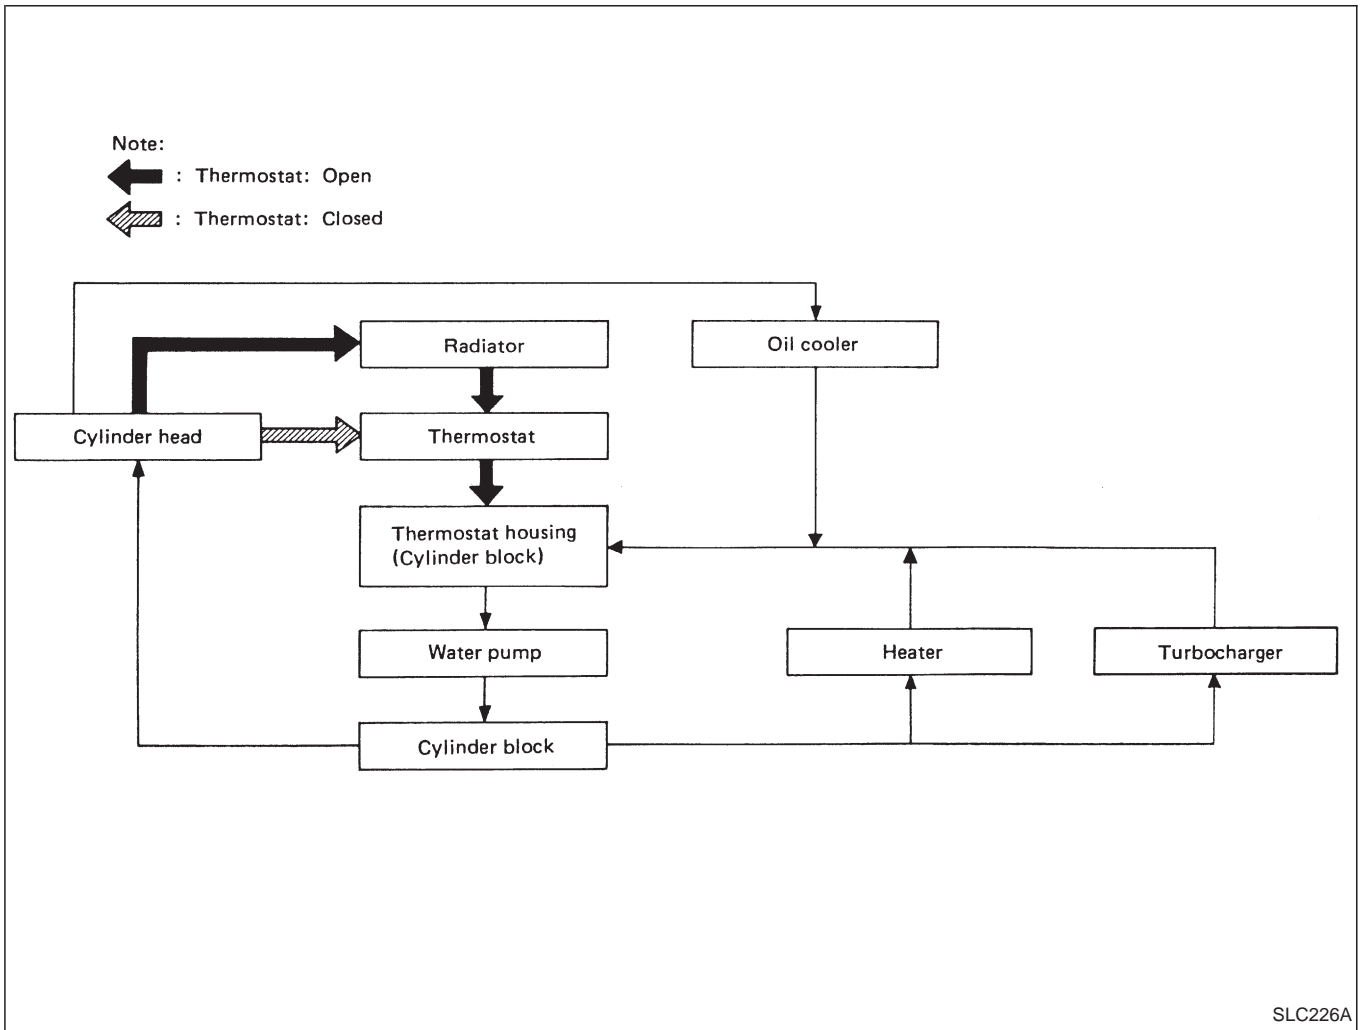 Note:
: Thermostat: Open
: Thermostat: Closed
Radiator
Oil cooler
Cylinder head
Thermostat
Thermostat housing
(Cylinder block)
Water pump
Heater
Turbocharger
Cylinder block
SLC226A